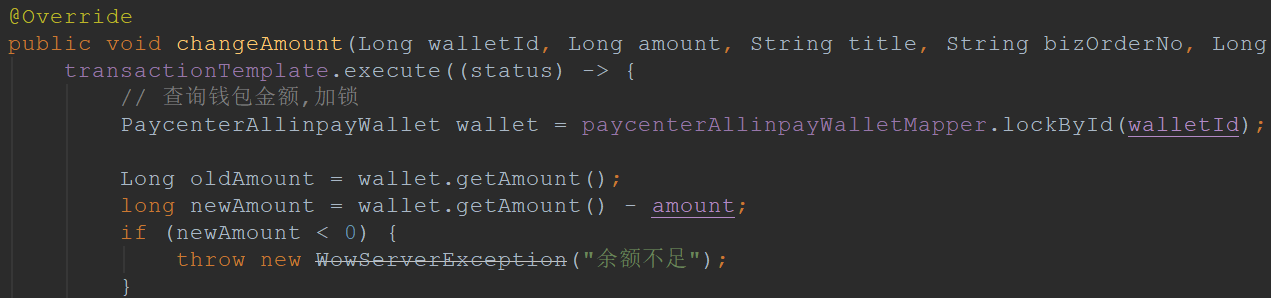 @Override
public void changeAmount(Long walletId, Long amount, String title, String bizOrderNo, Long
transactionTemplate.execute((status) -> {
// 查询钱包金额,加锁
PaycenterAllinpayWallet wallet = paycenterAllinpayWalletMapper.lockById(walletId);
Long oldAmount = wallet.getAmount();
long newAmount = wallet.getAmount() - amount;
if (newAmount < 0) {
throw new WowServerException("余额不足");
}